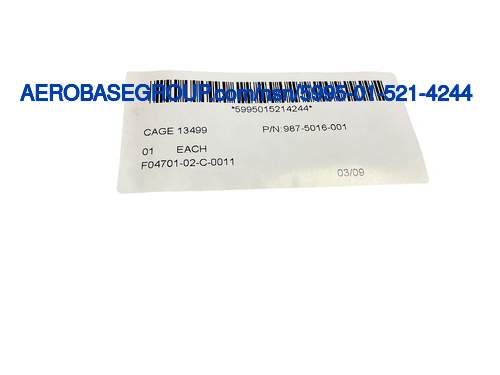 AEROBASEGROUP.com/nsn/5995-01-521-4244
*5995015214244*
CAGE 13499 P/N: 987-5016-001
01 EACH
F04701-02-C-0011
03/09